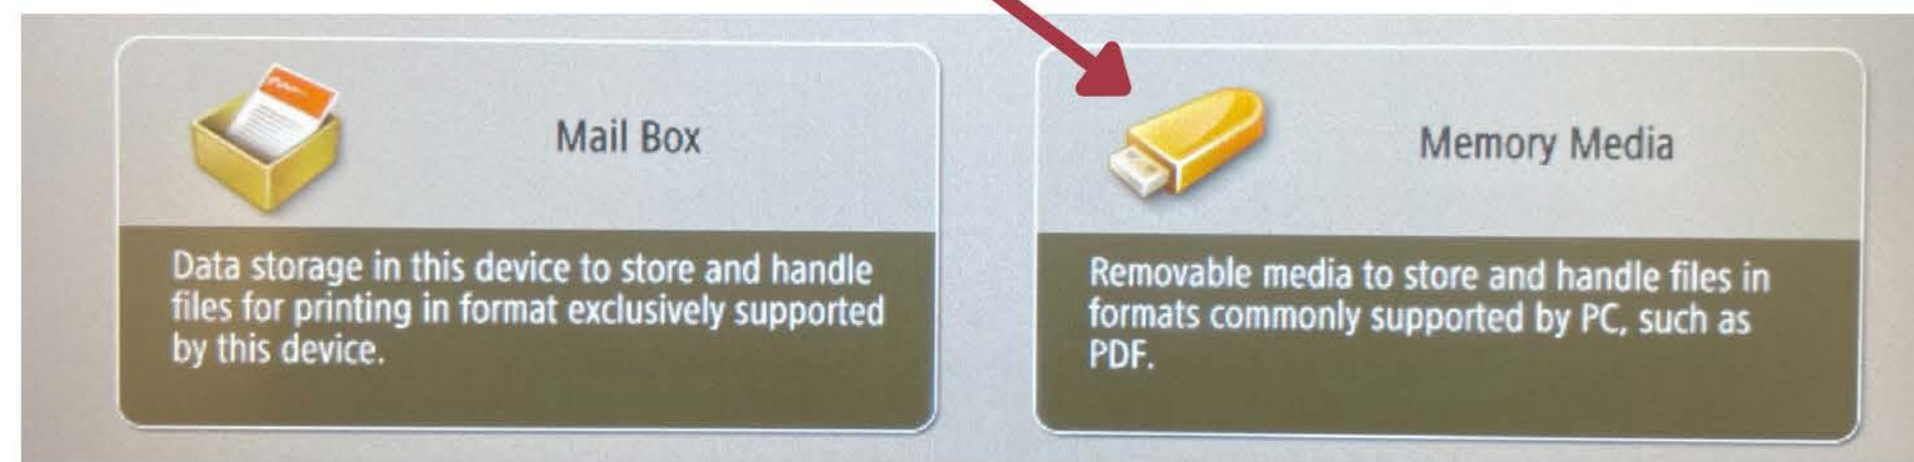 Mail Box
Data storage in this device to store and handle
files for printing in format exclusively supported
by this device.
Memory Media
Removable media to store and handle files in
formats commonly supported by PC, such as
PDF.